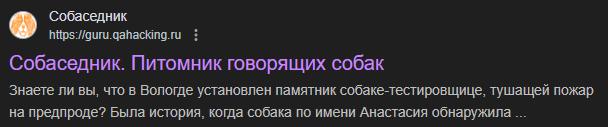 Собаседник
https://guru.qahacking.ru
Собаседник. Питомник говорящих собак
Знаете ли вы, что в Вологде установлен памятник собаке-тестировщице, тушащей пожар
на предпроде? Была история, когда собака по имени Анастасия обнаружила ...